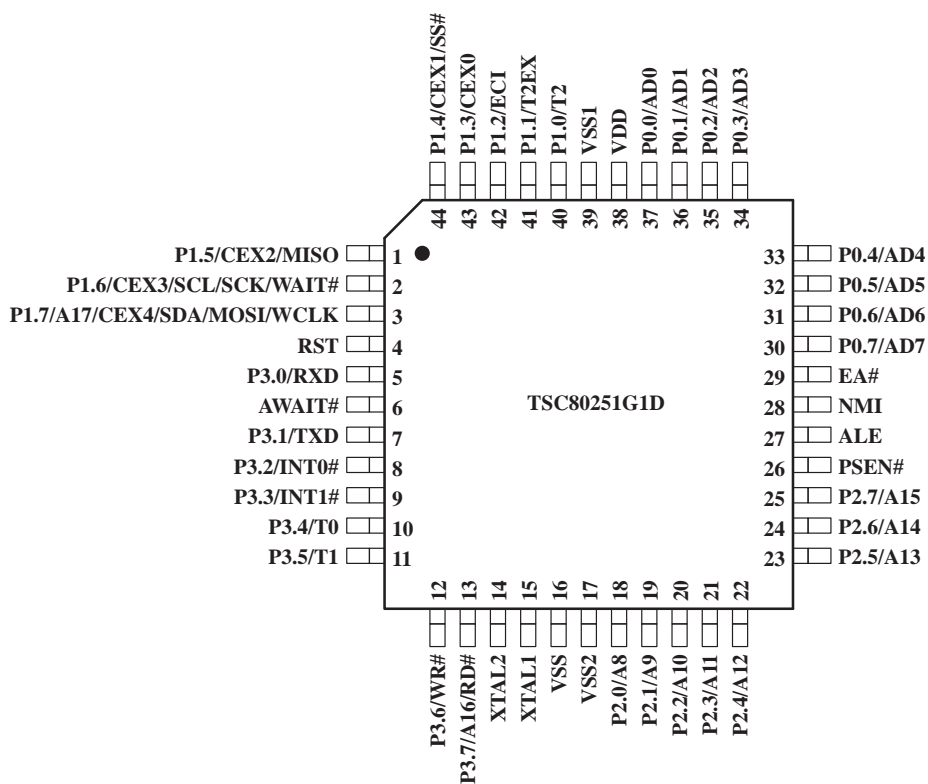 P1.4/CEX1/SS#
P1.3/CEX0
P1.2/ECI
P1.1/T2EX
P1.0/T2
VSS1
VDD
P0.0/AD0
P0.1/AD1
P0.2/AD2
P0.3/AD3
44 43 42 41 40 39 38 37 36 35 34
P1.5/CEX2/MISO 1 33 P0.4/AD4
P1.6/CEX3/SCL/SCK/WAIT# 2 32 P0.5/AD5
P1.7/A17/CEX4/SDA/MOSI/WCLK 3 31 P0.6/AD6
RST 4 30 P0.7/AD7
P3.0/RXD 5 29 EA#
AWAIT# 6 TSC80251G1D 28 NMI
P3.1/TXD 7 27 ALE
P3.2/INT0# 8 26 PSEN#
P3.3/INT1# 9 25 P2.7/A15
P3.4/T0 10 24 P2.6/A14
P3.5/T1 11 23 P2.5/A13
12 13 14 15 16 17 18 19 20 21 22
P3.6/WR#
P3.7/A16/RD#
XTAL2
XTAL1
VSS
VSS2
P2.0/A8
P2.1/A9
P2.2/A10
P2.3/A11
P2.4/A12